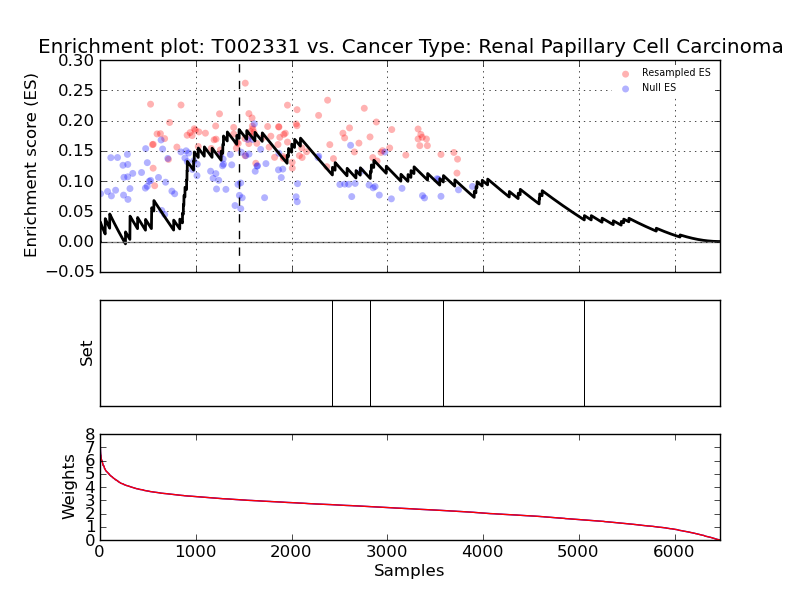 Enrichment plot: T002331 vs. Cancer Type: Renal Papillary Cell Carcinoma
Enrichment score (ES)
0.30
0.25
0.20
0.15
0.10
0.05
0.00
−0.05
Resampled ES
Null ES
Set
Weights
8
7
6
5
4
3
2
1
0
0 1000 2000 3000 4000 5000 6000
Samples